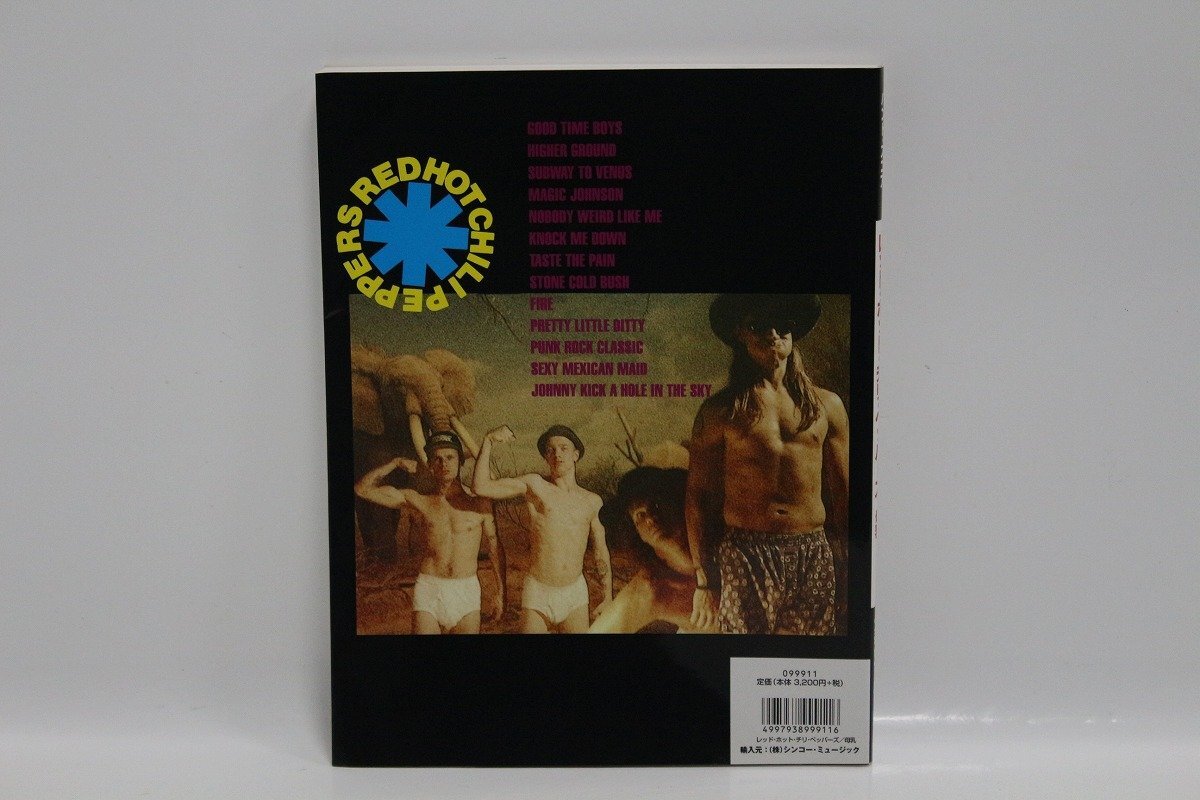 RED HOT CHILI PEPPERS
GOOD TIME BOYS
HIGHER GROUND
SUBWAY TO VENUS
MAGIC JOHNSON
NOBODY WEIRD LIKE ME
KNOCK ME DOWN
TASTE THE PAIN
STONE COLD BUSH
FIRE
PRETTY LITTLE DITTY
PUNK ROCK CLASSIC
SEXY MEXICAN MAID
JOHNNY KICK A HOLE IN THE SKY
099911
定価(本体 3,200円+税)
4997938999116
レッド・ホット・チリ・ペッパーズ/母乳
輸入元:(株)シンコー・ミュージック